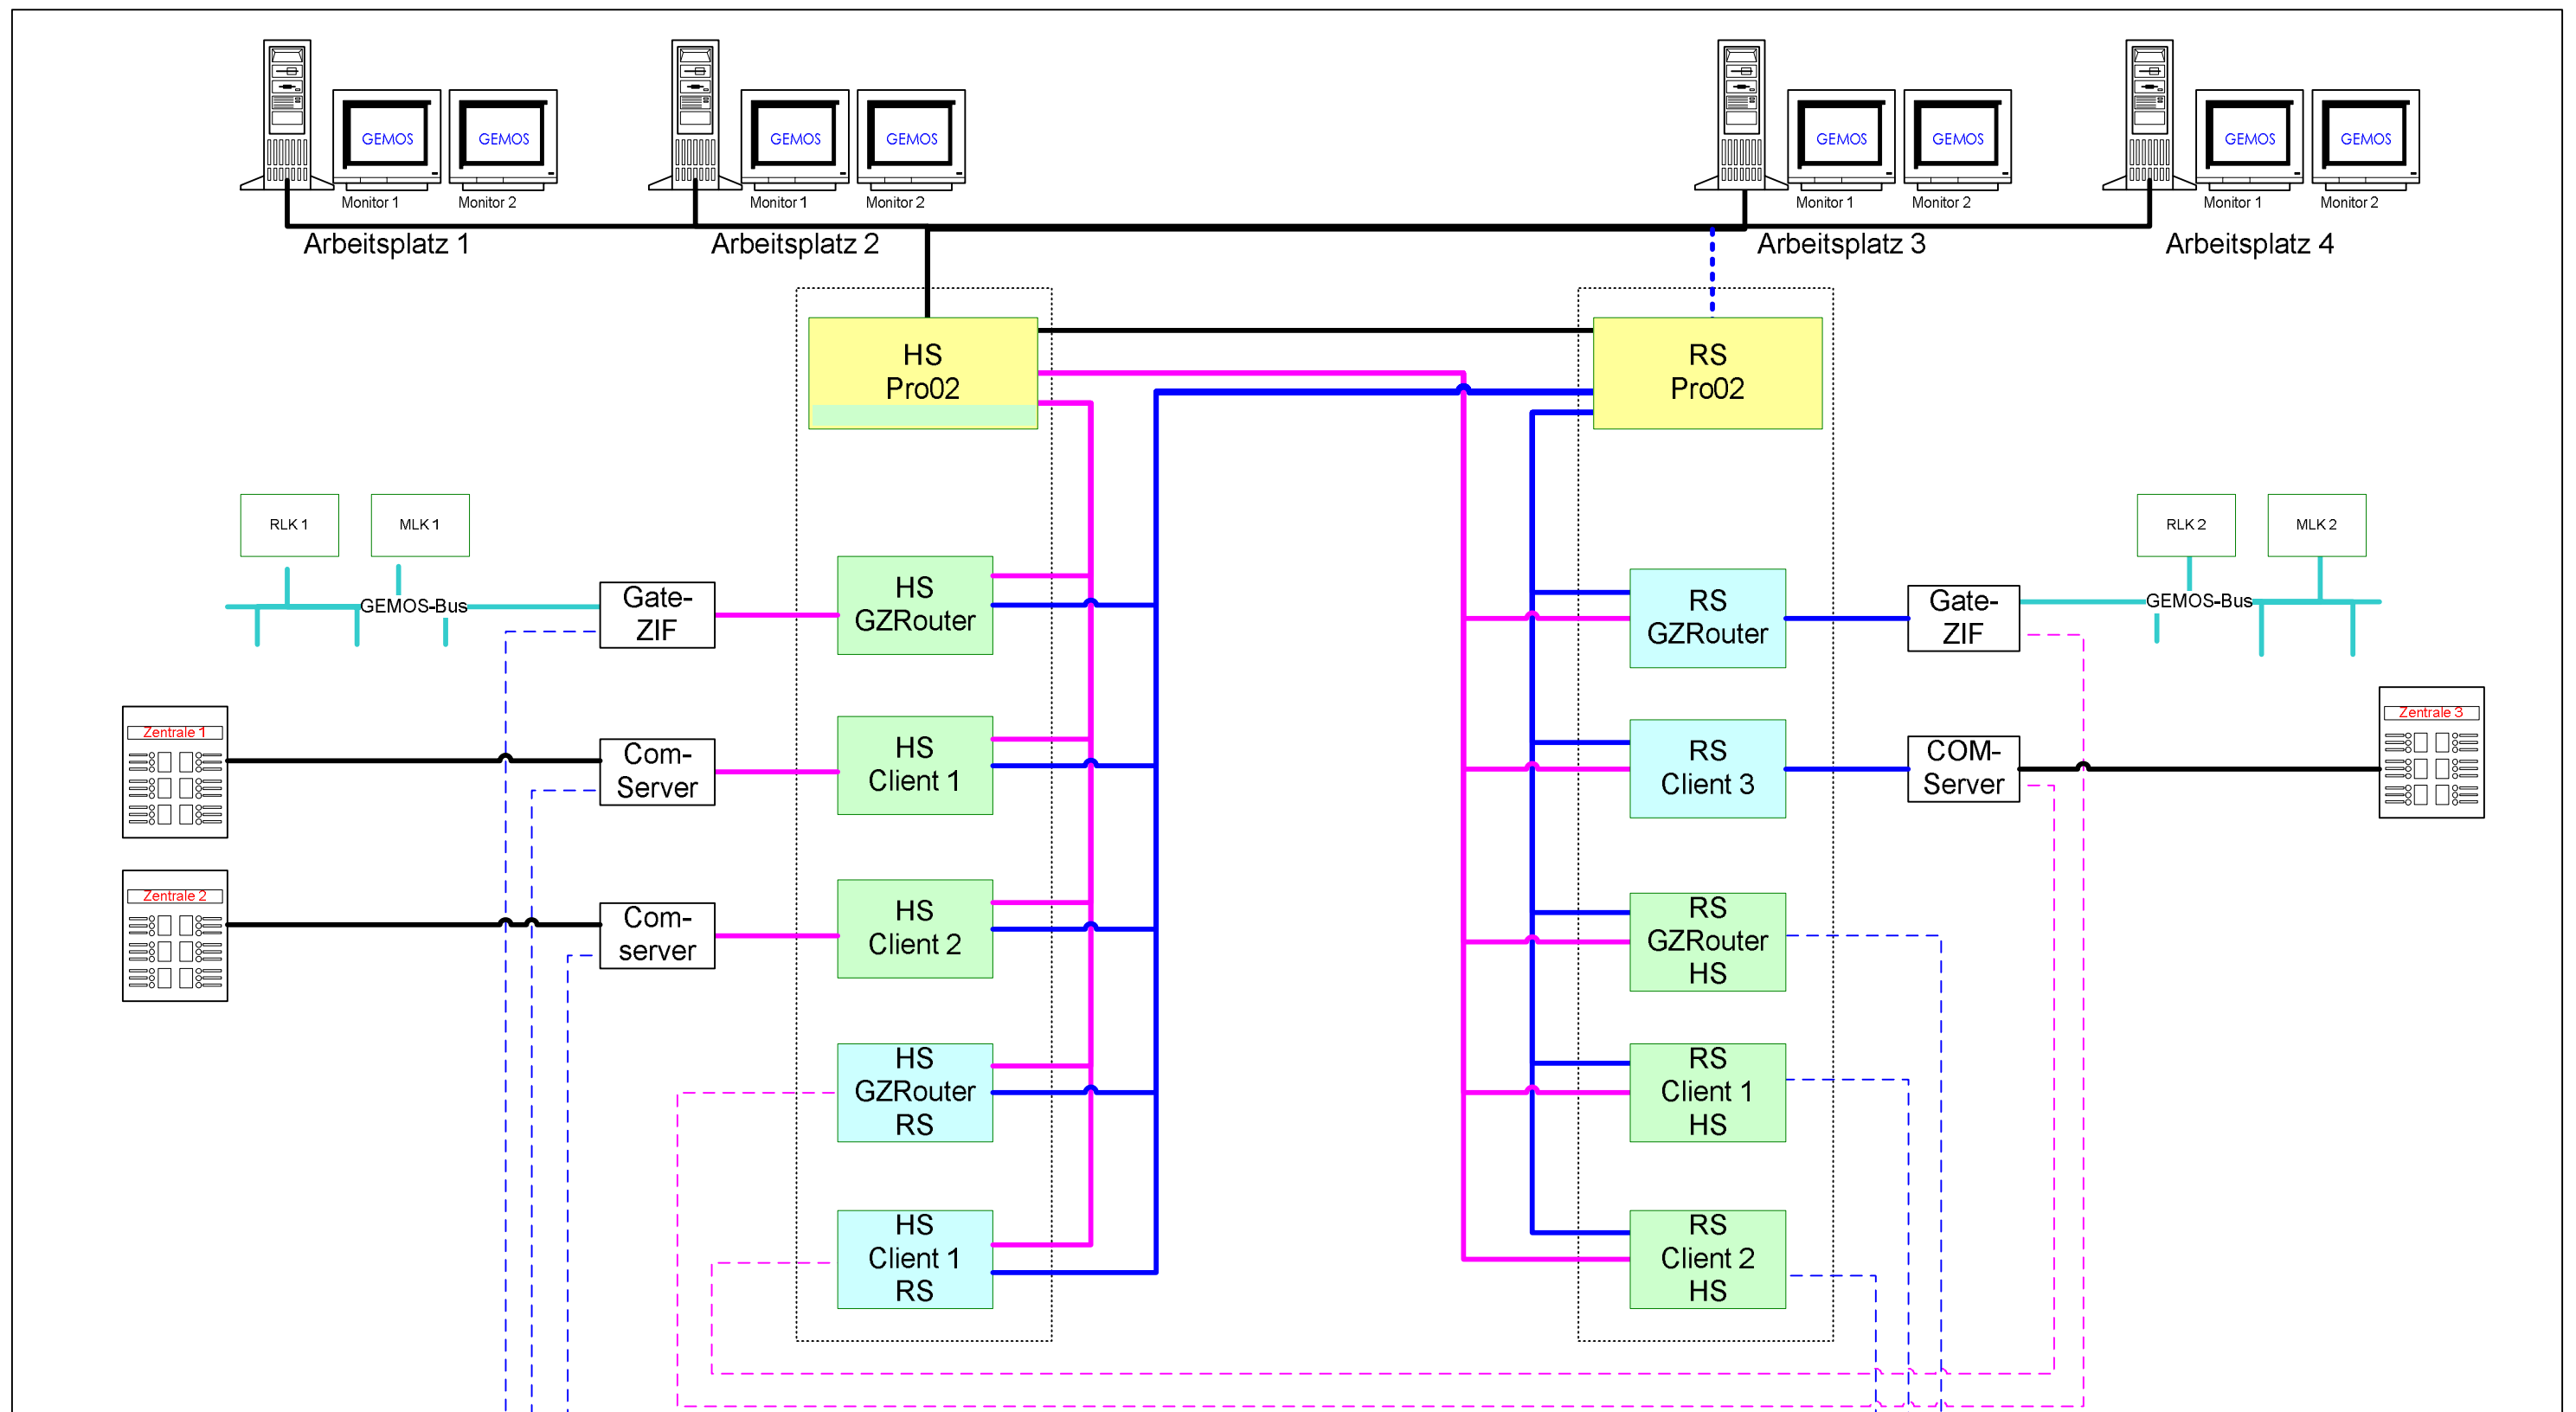 GEMOS
GEMOS
GEMOS
GEMOS
GEMOS
GEMOS
GEMOS
GEMOS
Monitor 1
Monitor 2
Monitor 1
Monitor 2
Monitor 1
Monitor 2
Monitor 1
Monitor 2
Arbeitsplatz 1
Arbeitsplatz 2
Arbeitsplatz 3
Arbeitsplatz 4
HS
Pro02
RS
Pro02
RLK 1
MLK 1
RLK 2
MLK 2
GEMOS-Bus
Gate-
ZIF
HS
GZRouter
RS
GZRouter
Gate-
ZIF
GEMOS-Bus
Zentrale 1
Com-
Server
HS
Client 1
RS
Client 3
COM-
Server
Zentrale 3
Zentrale 2
Com-
server
HS
Client 2
RS
GZRouter
HS
HS
GZRouter
RS
RS
Client 1
HS
HS
Client 1
RS
RS
Client 2
HS